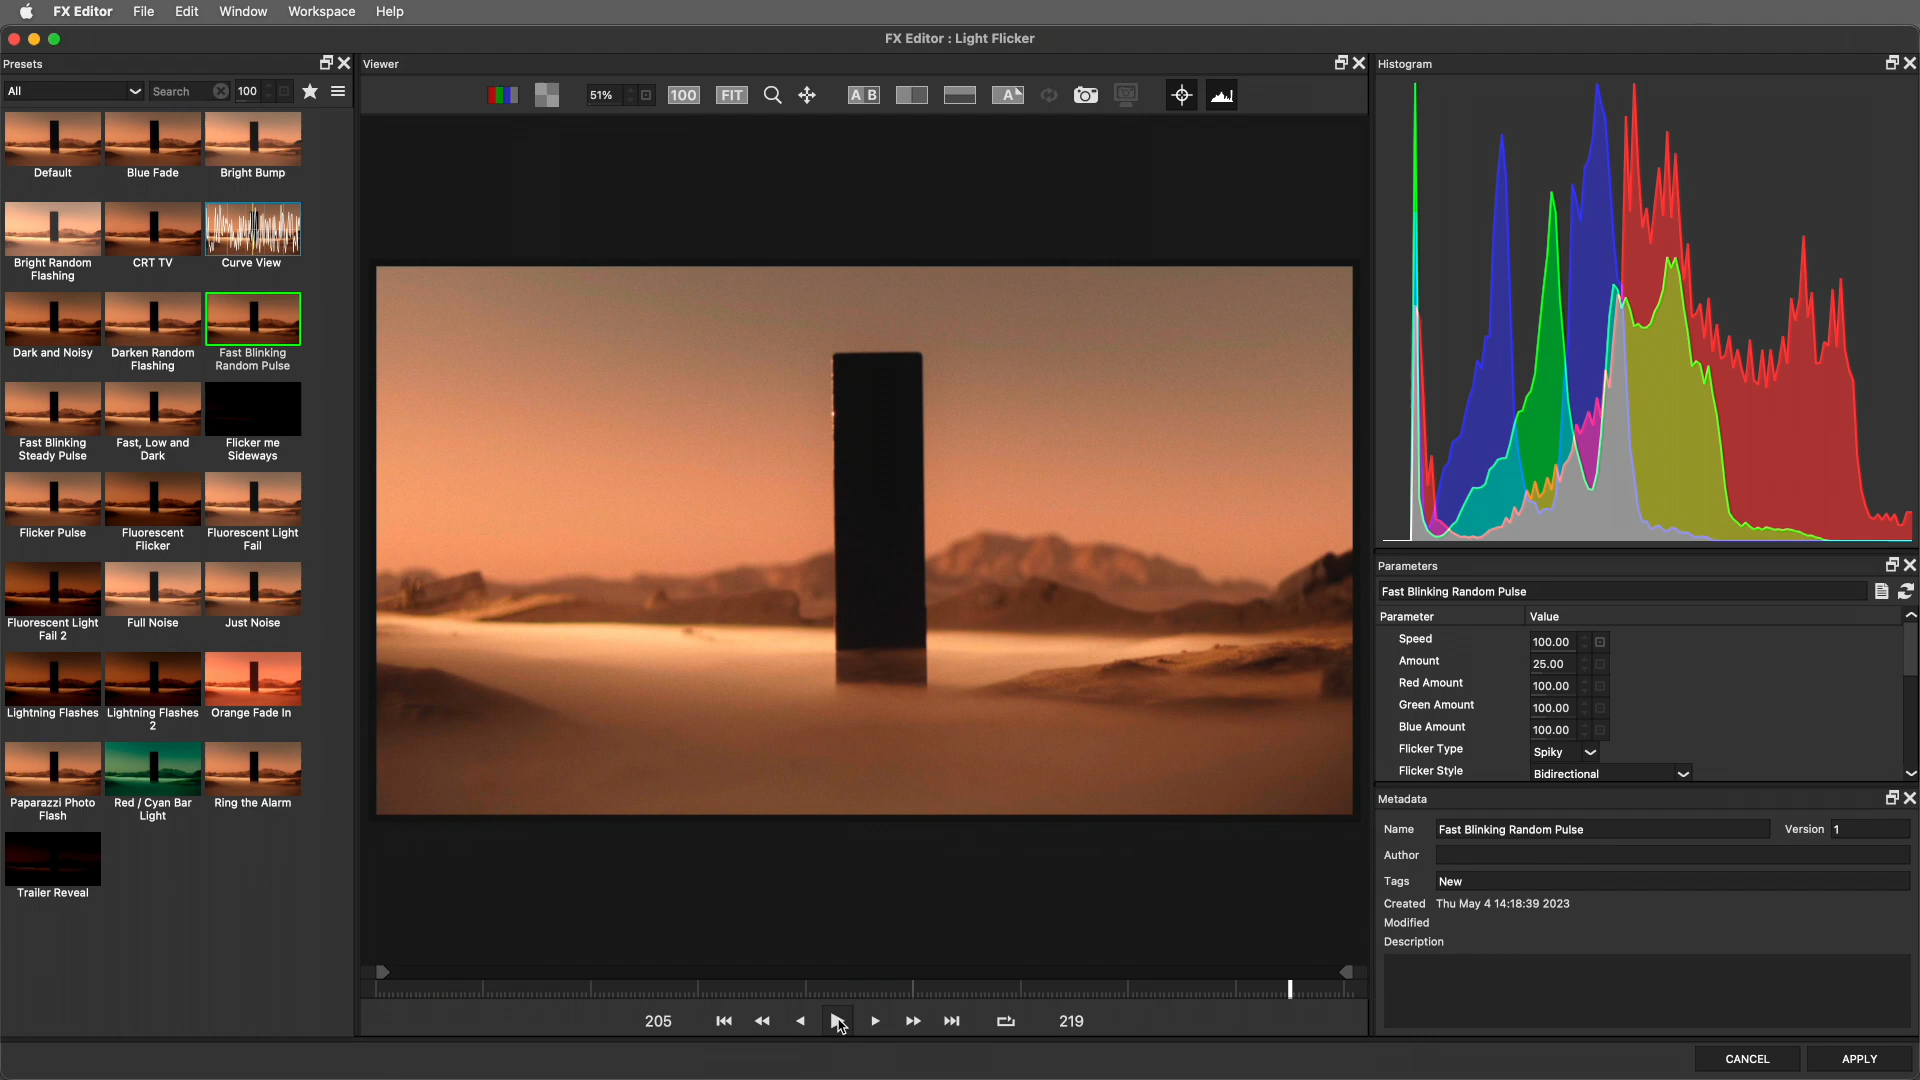 FX Editor File Edit Window Workspace Help
FX Editor : Light Flicker
Presets
All
Search
100
Default
Blue Fade
Bright Bump
Bright Random
Flashing
CRT TV
Curve View
Dark and Noisy
Darken Random
Flashing
Fast Blinking
Random Pulse
Fast Blinking
Steady Pulse
Fast, Low and
Dark
Flicker me
Sideways
Flicker Pulse
Fluorescent
Flicker
Fluorescent Light
Fail
Fluorescent Light
Fail 2
Full Noise
Just Noise
Lightning Flashes
Lightning Flashes
2
Orange Fade In
Paparazzi Photo
Flash
Red / Cyan Bar
Light
Ring the Alarm
Trailer Reveal
Viewer
51%
100
FIT
A B
A
205
219
Histogram
Parameters
Fast Blinking Random Pulse
Parameter Value
Speed 100.00
Amount 25.00
Red Amount 100.00
Green Amount 100.00
Blue Amount 100.00
Flicker Type Spiky
Flicker Style Bidirectional
Metadata
Name Fast Blinking Random Pulse Version 1
Author
Tags New
Created Thu May 4 14:18:39 2023
Modified
Description
CANCEL
APPLY